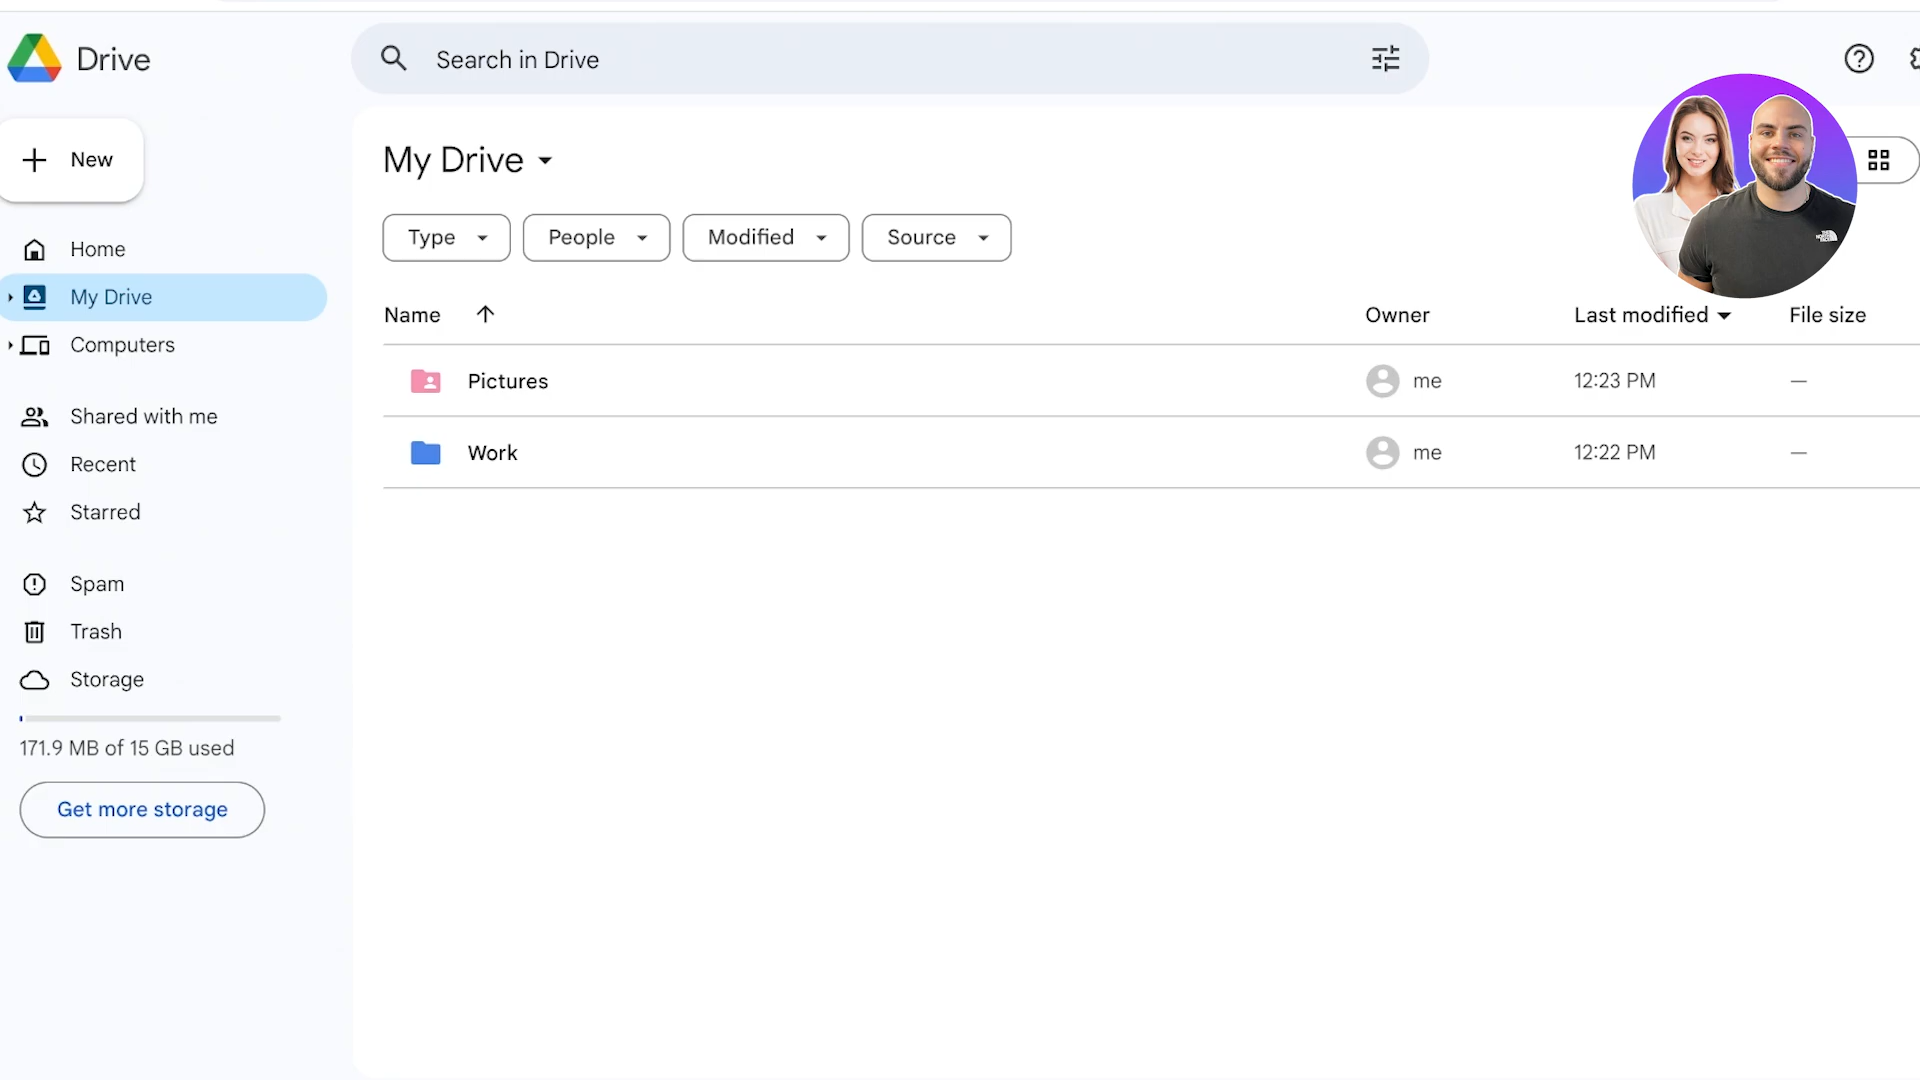 Drive
Search in Drive
New
My Drive
Type
People
Modified
Source
Home
My Drive
Computers
Shared with me
Recent
Starred
Spam
Trash
Storage
171.9 MB of 15 GB used
Get more storage
Name
Owner
Last modified
File size
Pictures
me
12:23 PM
—
Work
me
12:22 PM
—